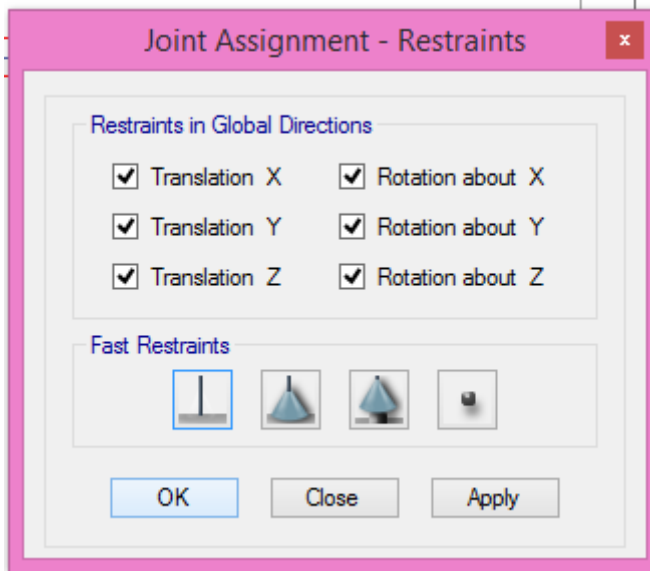 Joint Assignment - Restraints
x
Restraints in Global Directions
Translation X
Rotation about X
Translation Y
Rotation about Y
Translation Z
Rotation about Z
Fast Restraints
OK
Close
Apply